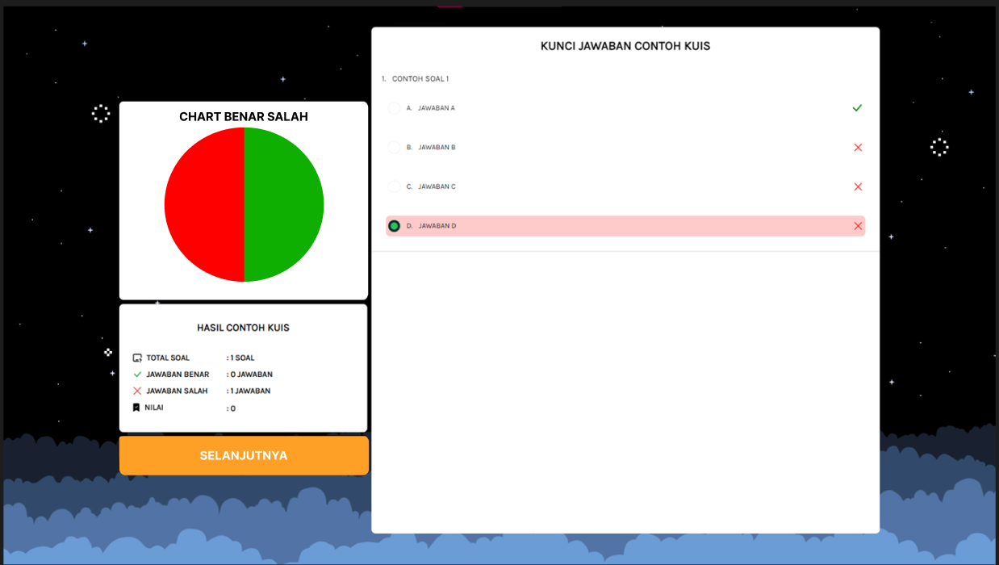 CHART BENAR SALAH
HASIL CONTOH KUIS
TOTAL SOAL : 1 SOAL
JAWABAN BENAR : 0 JAWABAN
JAWABAN SALAH : 1 JAWABAN
NILAI : 0
SELANJUTNYA
KUNCI JAWABAN CONTOH KUIS
1. CONTOH SOAL 1
A. JAWABAN A
B. JAWABAN B
C. JAWABAN C
D. JAWABAN D